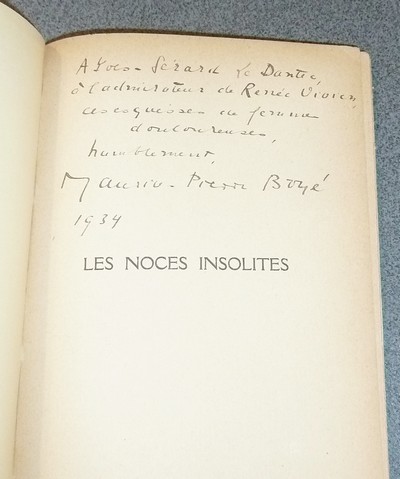 A Yves-Gérard Le Dantec,
à l'admirateur de Renée Vivien,
ces esquisses de femme
douloureuse,
humblement,
Maurice-Pierre Boyé
1934
LES NOCES INSOLITES